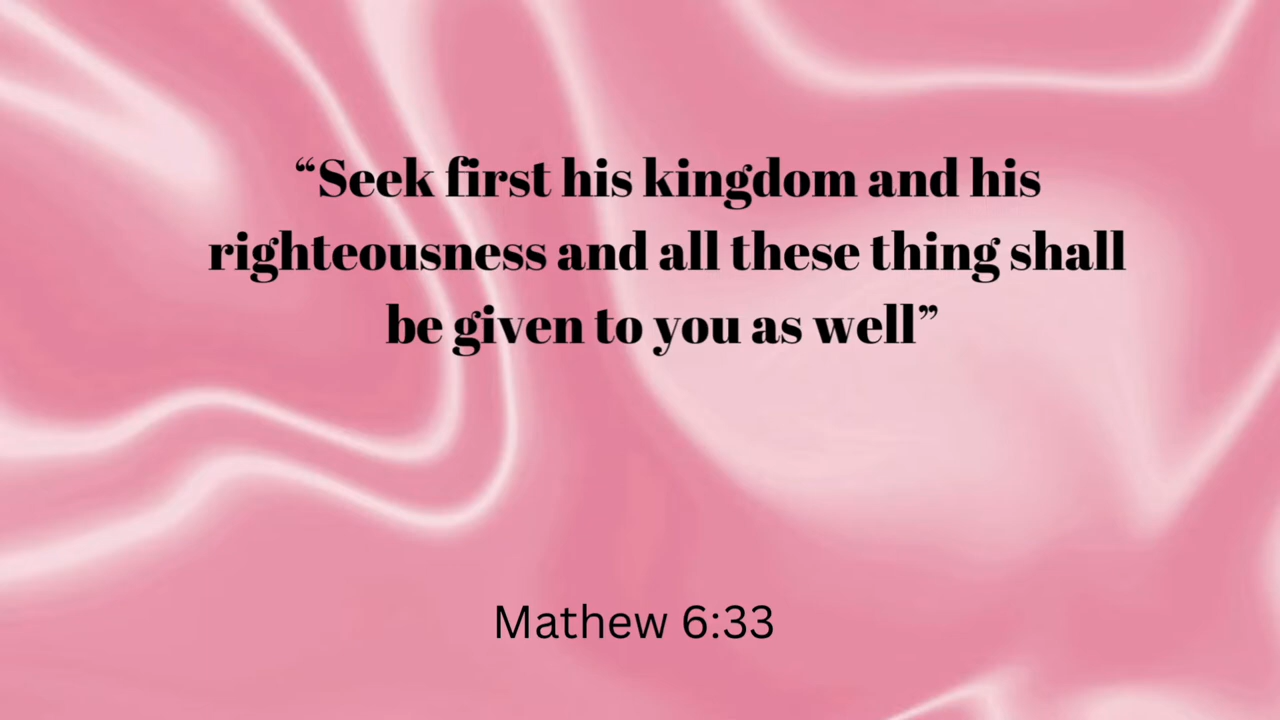 “Seek first his kingdom and his
righteousness and all these thing shall
be given to you as well”
Mathew 6:33